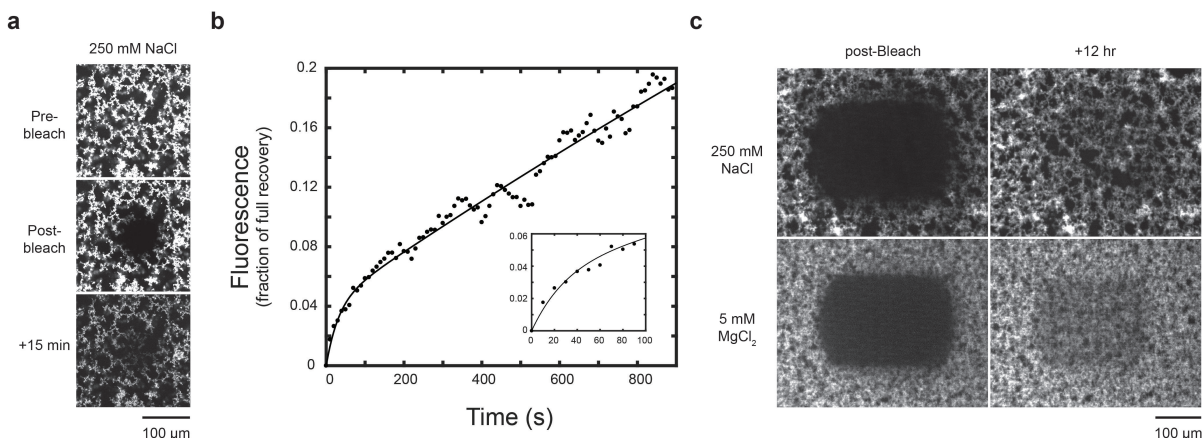 a
250 mM NaCl
Pre-
bleach
Post-
bleach
+15 min
100 µm
b
Fluorescence
(fraction of full recovery)
0.2
0.16
0.12
0.08
0.04
0
0
200
400
600
800
Time (s)
0.06
0.04
0.02
0
0
20
40
60
80
100
c
post-Bleach
+12 hr
250 mM
NaCl
5 mM
MgCl₂
100 µm